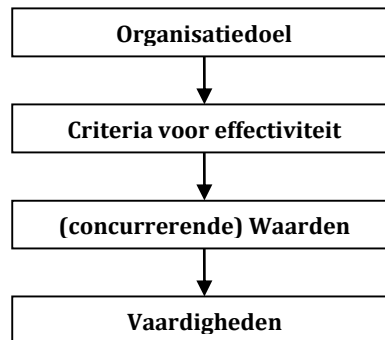 Organisatiedoel
Criteria voor effectiviteit
(concurrerende) Waarden
Vaardigheden